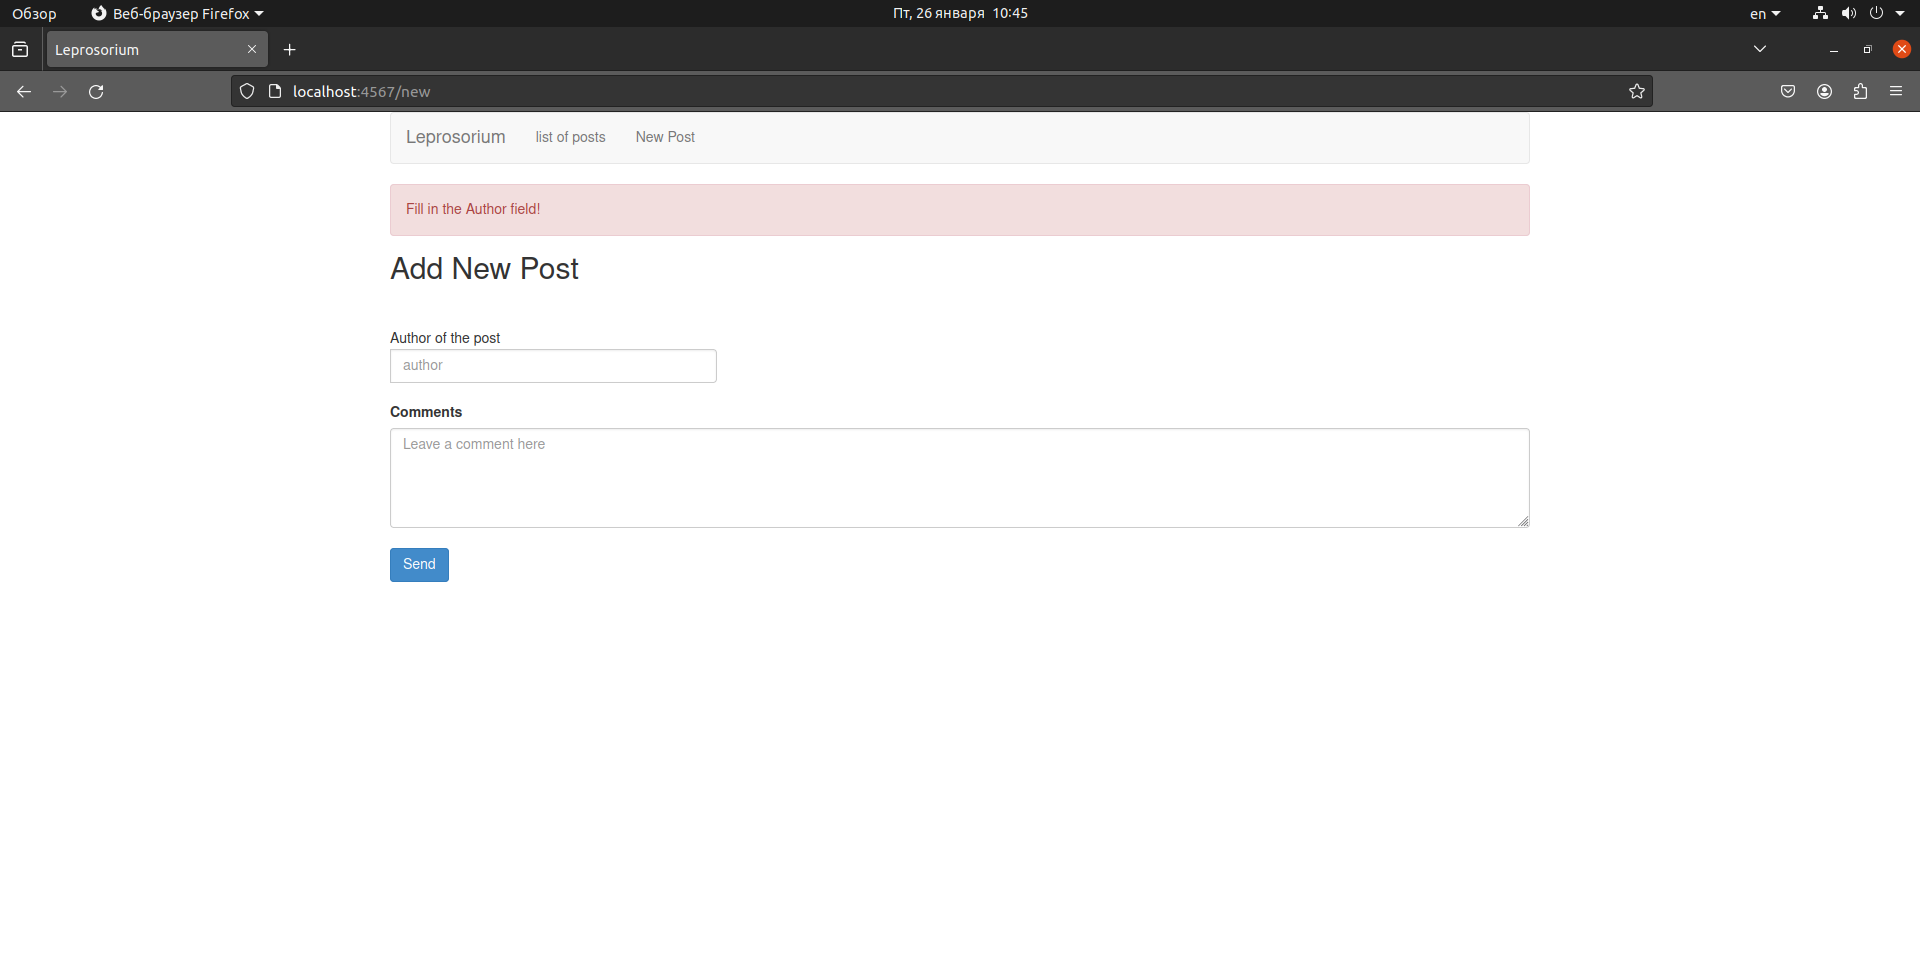 Обзор Веб-браузер Firefox Пт, 26 января 10:45 en
Leprosorium
localhost:4567/new
Leprosorium list of posts New Post
Fill in the Author field!
Add New Post
Author of the post
author
Comments
Leave a comment here
Send